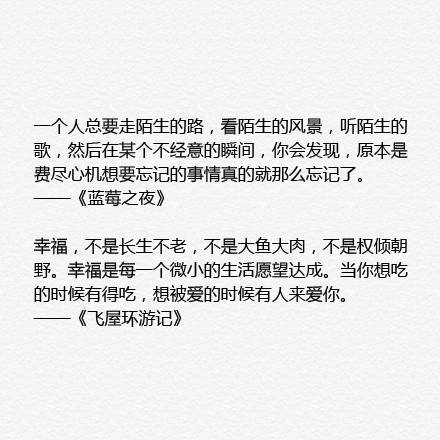 一个人总要走陌生的路，看陌生的风景，听陌生的
歌，然后在某个不经意的瞬间，你会发现，原本是
费尽心机想要忘记的事情真的就那么忘记了。
——《蓝莓之夜》
幸福，不是长生不老，不是大鱼大肉，不是权倾朝
野。幸福是每一个微小的生活愿望达成。当你想吃
的时候有得吃，想被爱的时候有人来爱你。
——《飞屋环游记》